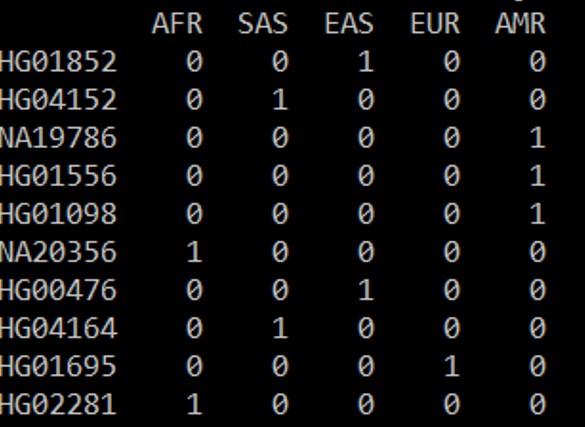 AFR SAS EAS EUR AMR
HG01852 0 0 1 0 0
HG04152 0 1 0 0 0
NA19786 0 0 0 0 1
HG01556 0 0 0 0 1
HG01098 0 0 0 0 1
NA20356 1 0 0 0 0
HG00476 0 0 1 0 0
HG04164 0 1 0 0 0
HG01695 0 0 0 1 0
HG02281 1 0 0 0 0